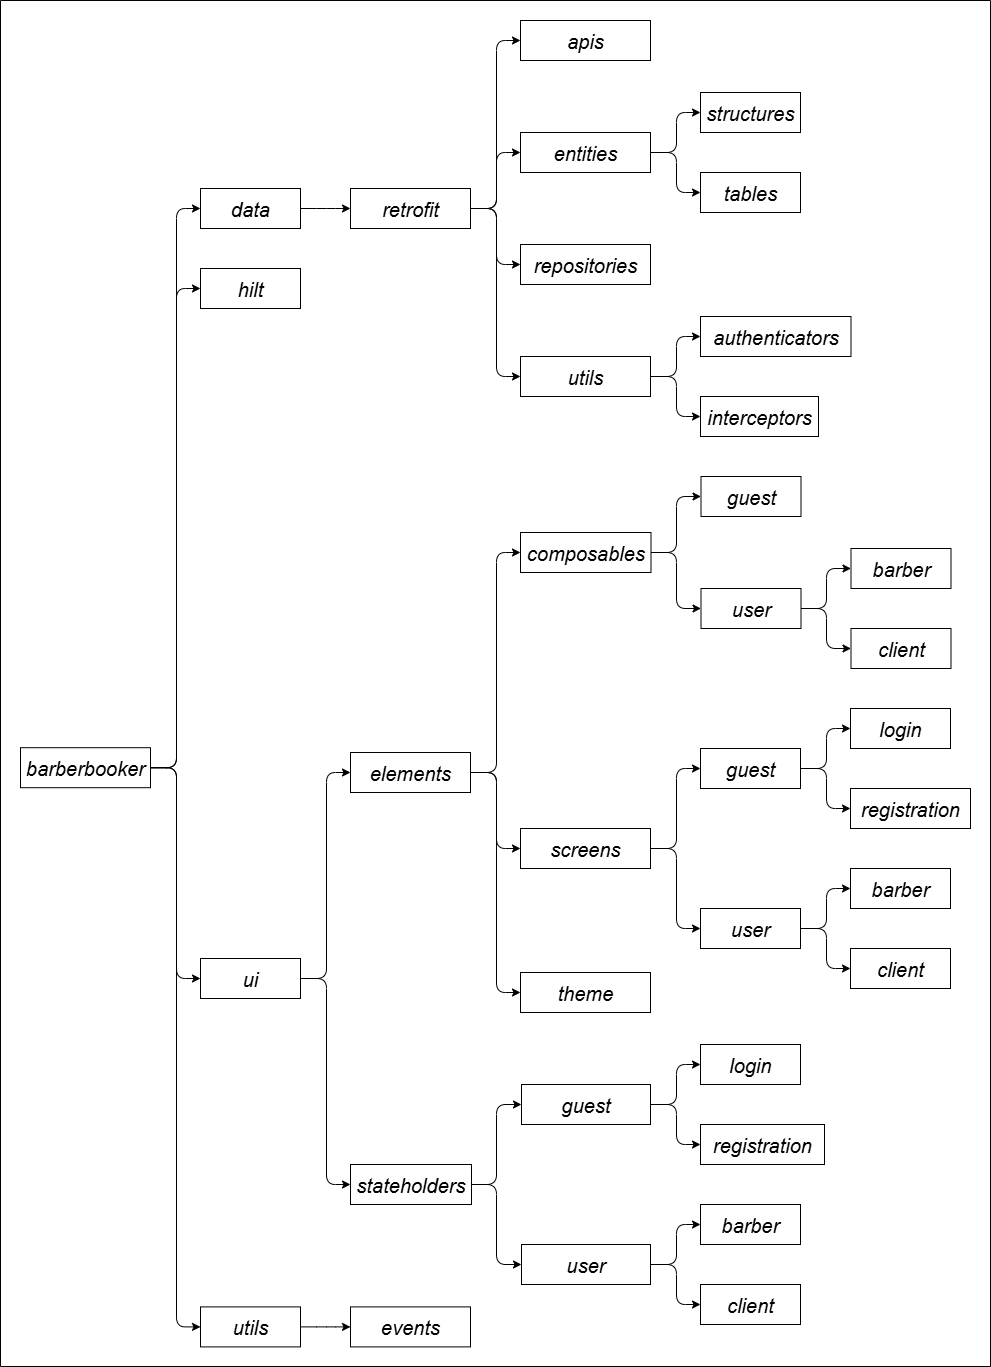 apis
structures
entities
tables
data
retrofit
repositories
hilt
authenticators
utils
interceptors
guest
composables
barber
user
client
login
barberbooker
elements
guest
registration
screens
barber
user
client
ui
theme
login
guest
registration
stateholders
barber
user
client
utils
events